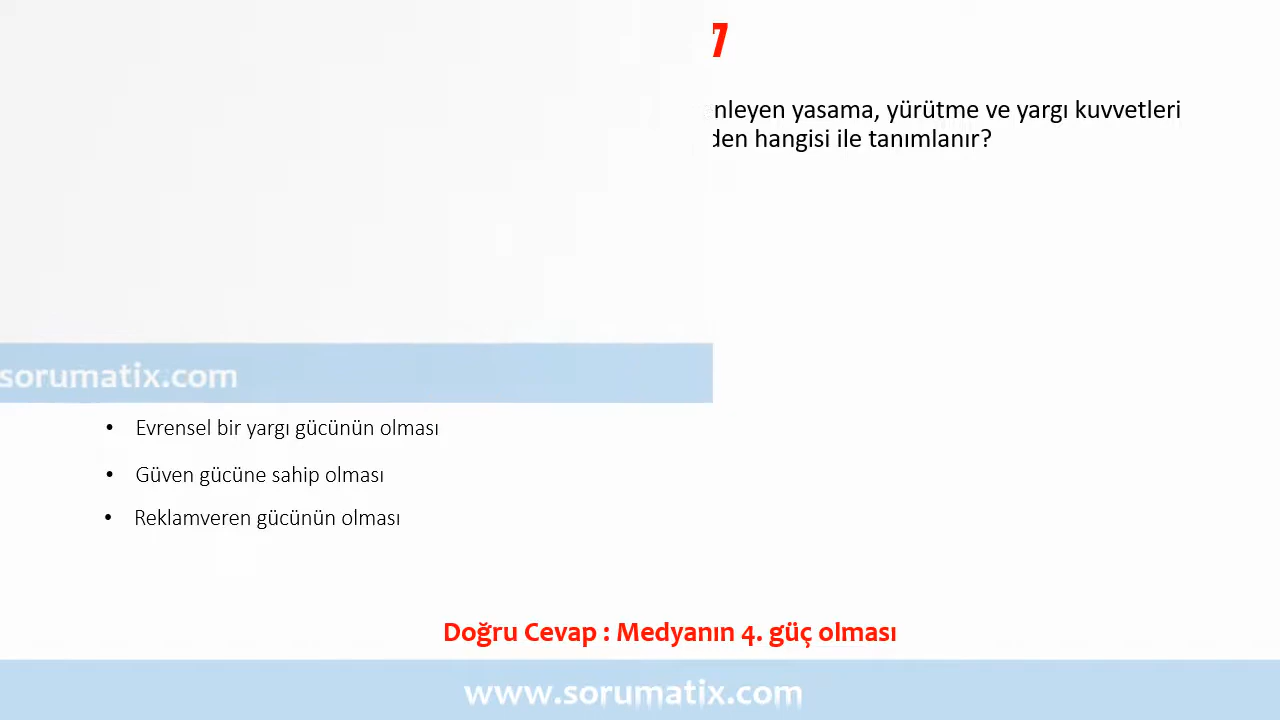 7
nleyen yasama, yürütme ve yargı kuvvetleri
den hangisi ile tanımlanır?
sorumatix.com
• Evrensel bir yargı gücünün olması
• Güven gücüne sahip olması
• Reklamveren gücünün olması
Doğru Cevap : Medyanın 4. güç olması
www.sorumatix.com